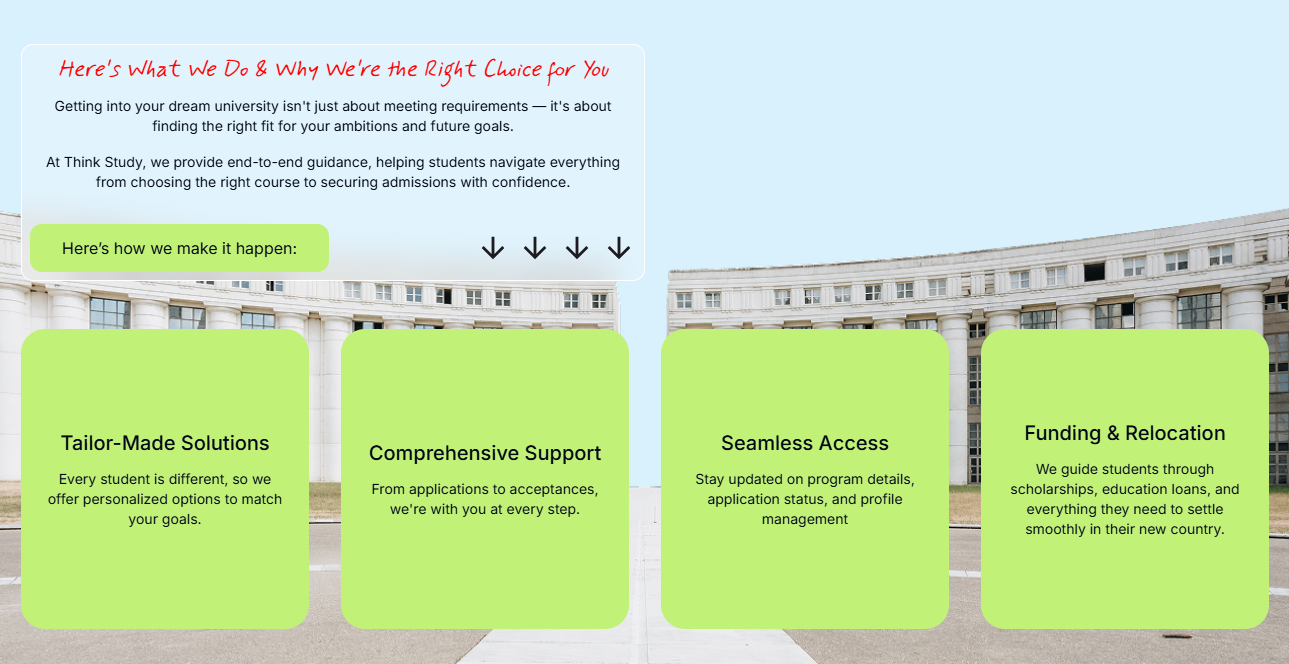 Here's What We Do & Why We're the Right Choice for You
Getting into your dream university isn't just about meeting requirements — it's about
finding the right fit for your ambitions and future goals.
At Think Study, we provide end-to-end guidance, helping students navigate everything
from choosing the right course to securing admissions with confidence.
Here’s how we make it happen:
Tailor-Made Solutions
Every student is different, so we
offer personalized options to match
your goals.
Comprehensive Support
From applications to acceptances,
we're with you at every step.
Seamless Access
Stay updated on program details,
application status, and profile
management
Funding & Relocation
We guide students through
scholarships, education loans, and
everything they need to settle
smoothly in their new country.